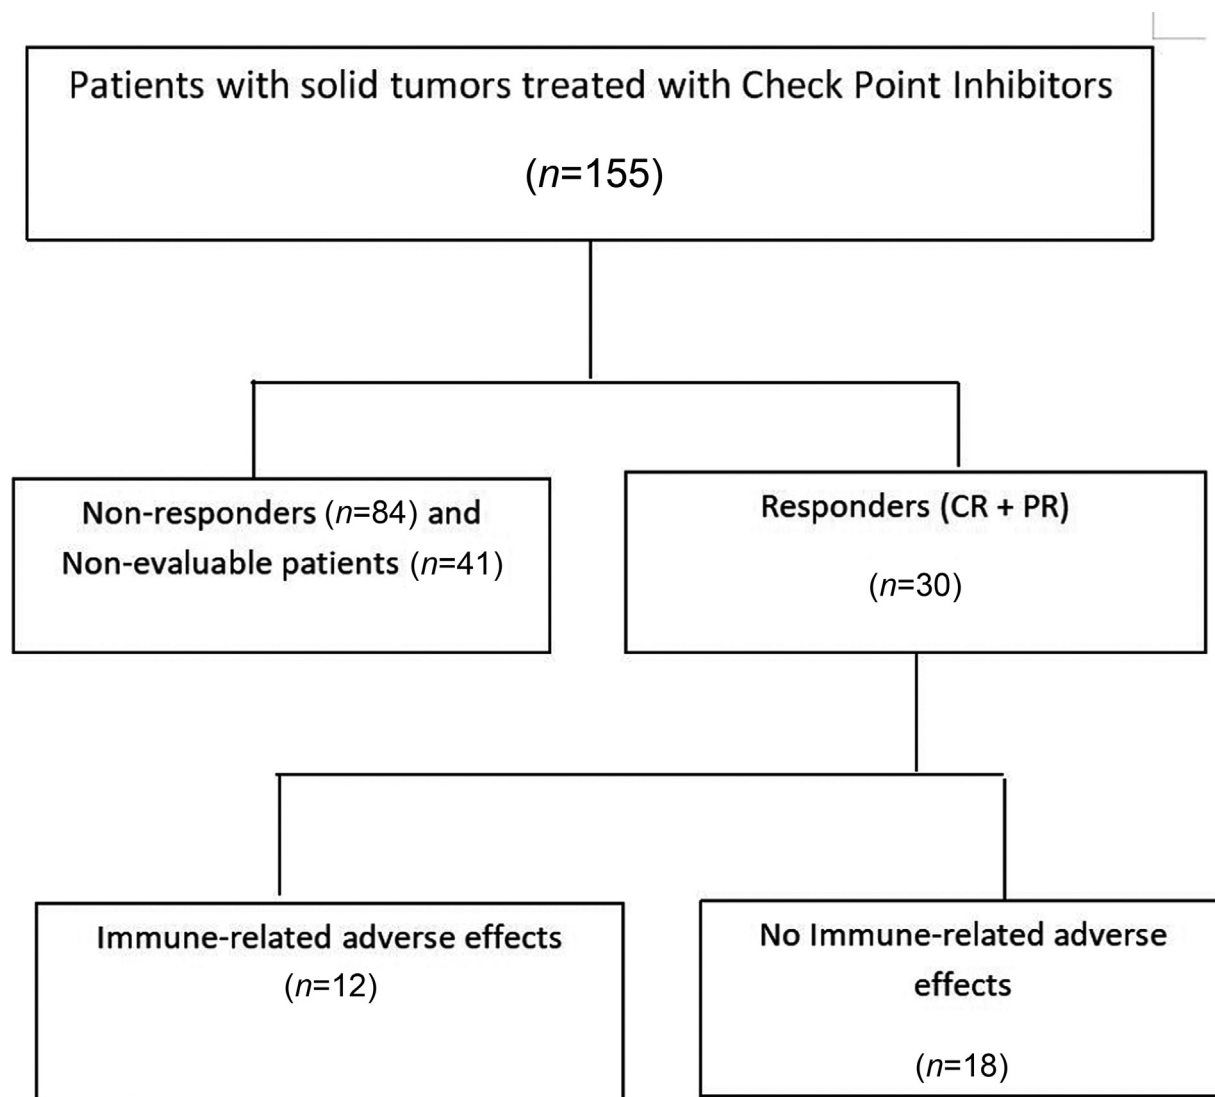 Patients with solid tumors treated with Check Point Inhibitors
(n=155)
Non-responders (n=84) and
Non-evaluable patients (n=41)
Responders (CR + PR)
(n=30)
Immune-related adverse effects
(n=12)
No Immune-related adverse
effects
(n=18)